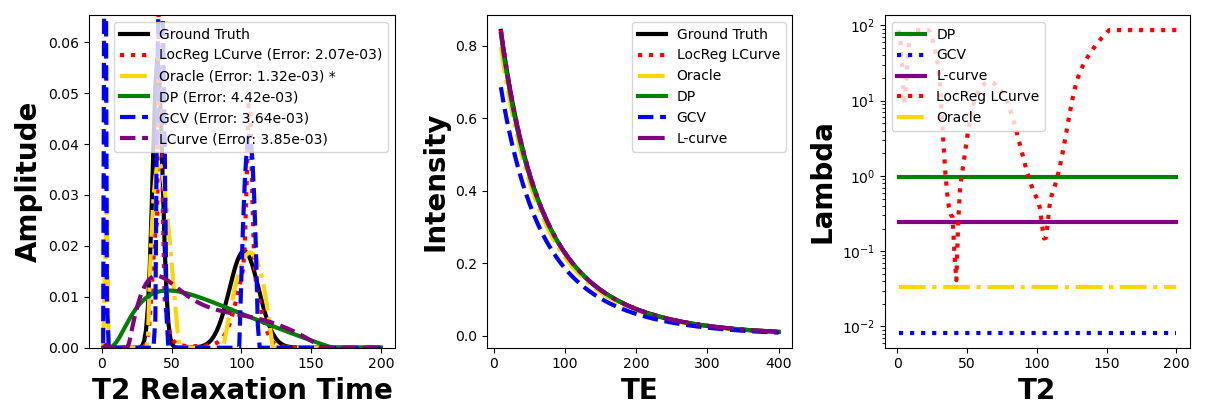 Amplitude
0.06
0.05
0.04
0.03
0.02
0.01
0.00
Ground Truth
LocReg LCurve (Error: 2.07e-03)
Oracle (Error: 1.32e-03) *
DP (Error: 4.42e-03)
GCV (Error: 3.64e-03)
LCurve (Error: 3.85e-03)
0 50 100 150 200
T2 Relaxation Time
Intensity
0.8
0.6
0.4
0.2
0.0
Ground Truth
LocReg LCurve
Oracle
DP
GCV
L-curve
0 100 200 300 400
TE
Lambda
10²
10¹
10⁰
10⁻¹
10⁻²
DP
GCV
L-curve
LocReg LCurve
Oracle
0 50 100 150 200
T2